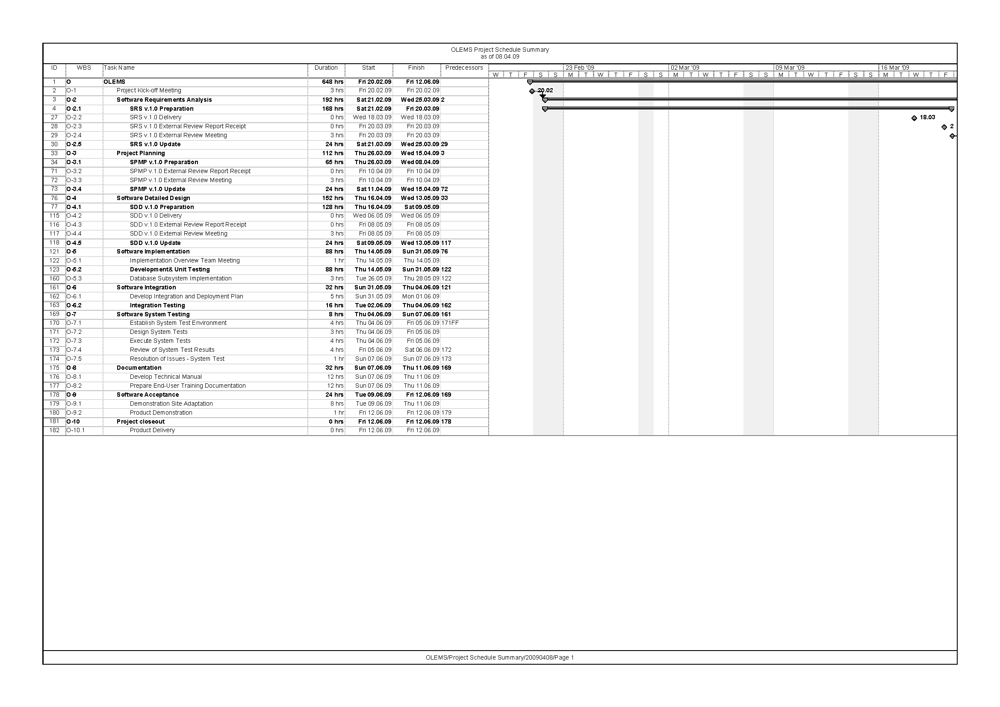 OLEMS Project Schedule Summary
as of 08.04.09
ID WBS Task Name Duration Start Finish Predecessors 23 Feb '09 02 Mar '09 09 Mar '09 16 Mar '09
W T F S S M T W T F S S M T W T F S S M T W T F S S M T W T F
1 O OLEMS 648 hrs Fri 20.02.09 Fri 12.06.09
2 O-1 Project Kick-off Meeting 3 hrs Fri 20.02.09 Fri 20.02.09 20.02
3 O-2 Software Requirements Analysis 192 hrs Sat 21.02.09 Wed 25.03.09 2
4 O-2.1 SRS v.1.0 Preparation 168 hrs Sat 21.02.09 Fri 20.03.09
27 O-2.2 SRS v.1.0 Delivery 0 hrs Wed 18.03.09 Wed 18.03.09 18.03
28 O-2.3 SRS v.1.0 External Review Report Receipt 0 hrs Fri 20.03.09 Fri 20.03.09 2
29 O-2.4 SRS v.1.0 External Review Meeting 3 hrs Fri 20.03.09 Fri 20.03.09
30 O-2.5 SRS v.1.0 Update 24 hrs Sat 21.03.09 Wed 25.03.09 29
33 O-3 Project Planning 112 hrs Thu 26.03.09 Wed 15.04.09 3
34 O-3.1 SPMP v.1.0 Preparation 65 hrs Thu 26.03.09 Wed 08.04.09
71 O-3.2 SPMP v.1.0 External Review Report Receipt 0 hrs Fri 10.04.09 Fri 10.04.09
72 O-3.3 SPMP v.1.0 External Review Meeting 3 hrs Fri 10.04.09 Fri 10.04.09
73 O-3.4 SPMP v.1.0 Update 24 hrs Sat 11.04.09 Wed 15.04.09 72
76 O-4 Software Detailed Design 152 hrs Thu 16.04.09 Wed 13.05.09 33
77 O-4.1 SDD v.1.0 Preparation 128 hrs Thu 16.04.09 Sat 09.05.09
115 O-4.2 SDD v.1.0 Delivery 0 hrs Wed 06.05.09 Wed 06.05.09
116 O-4.3 SDD v.1.0 External Review Report Receipt 0 hrs Fri 08.05.09 Fri 08.05.09
117 O-4.4 SDD v.1.0 External Review Meeting 3 hrs Fri 08.05.09 Fri 08.05.09
118 O-4.5 SDD v.1.0 Update 24 hrs Sat 09.05.09 Wed 13.05.09 117
121 O-5 Software Implementation 88 hrs Thu 14.05.09 Sun 31.05.09 76
122 O-5.1 Implementation Overview Team Meeting 1 hr Thu 14.05.09 Thu 14.05.09
123 O-5.2 Development& Unit Testing 88 hrs Thu 14.05.09 Sun 31.05.09 122
160 O-5.3 Database Subsystem Implementation 3 hrs Tue 26.05.09 Thu 28.05.09 122
161 O-6 Software Integration 32 hrs Sun 31.05.09 Thu 04.06.09 121
162 O-6.1 Develop Integration and Deployment Plan 5 hrs Sun 31.05.09 Mon 01.06.09
163 O-6.2 Integration Testing 16 hrs Tue 02.06.09 Thu 04.06.09 162
169 O-7 Software System Testing 8 hrs Thu 04.06.09 Sun 07.06.09 161
170 O-7.1 Establish System Test Environment 4 hrs Thu 04.06.09 Fri 05.06.09 171FF
171 O-7.2 Design System Tests 3 hrs Thu 04.06.09 Fri 05.06.09
172 O-7.3 Execute System Tests 4 hrs Thu 04.06.09 Fri 05.06.09
173 O-7.4 Review of System Test Results 4 hrs Fri 05.06.09 Sat 06.06.09 172
174 O-7.5 Resolution of Issues - System Test 1 hr Sun 07.06.09 Sun 07.06.09 173
175 O-8 Documentation 32 hrs Sun 07.06.09 Thu 11.06.09 169
176 O-8.1 Develop Technical Manual 12 hrs Sun 07.06.09 Thu 11.06.09
177 O-8.2 Prepare End-User Training Documentation 12 hrs Sun 07.06.09 Thu 11.06.09
178 O-9 Software Acceptance 24 hrs Tue 09.06.09 Fri 12.06.09 169
179 O-9.1 Demonstration Site Adaptation 8 hrs Tue 09.06.09 Thu 11.06.09
180 O-9.2 Product Demonstration 1 hr Fri 12.06.09 Fri 12.06.09 179
181 O-10 Project closeout 0 hrs Fri 12.06.09 Fri 12.06.09 178
182 O-10.1 Product Delivery 0 hrs Fri 12.06.09 Fri 12.06.09
OLEMS/Project Schedule Summary/20090408/Page 1